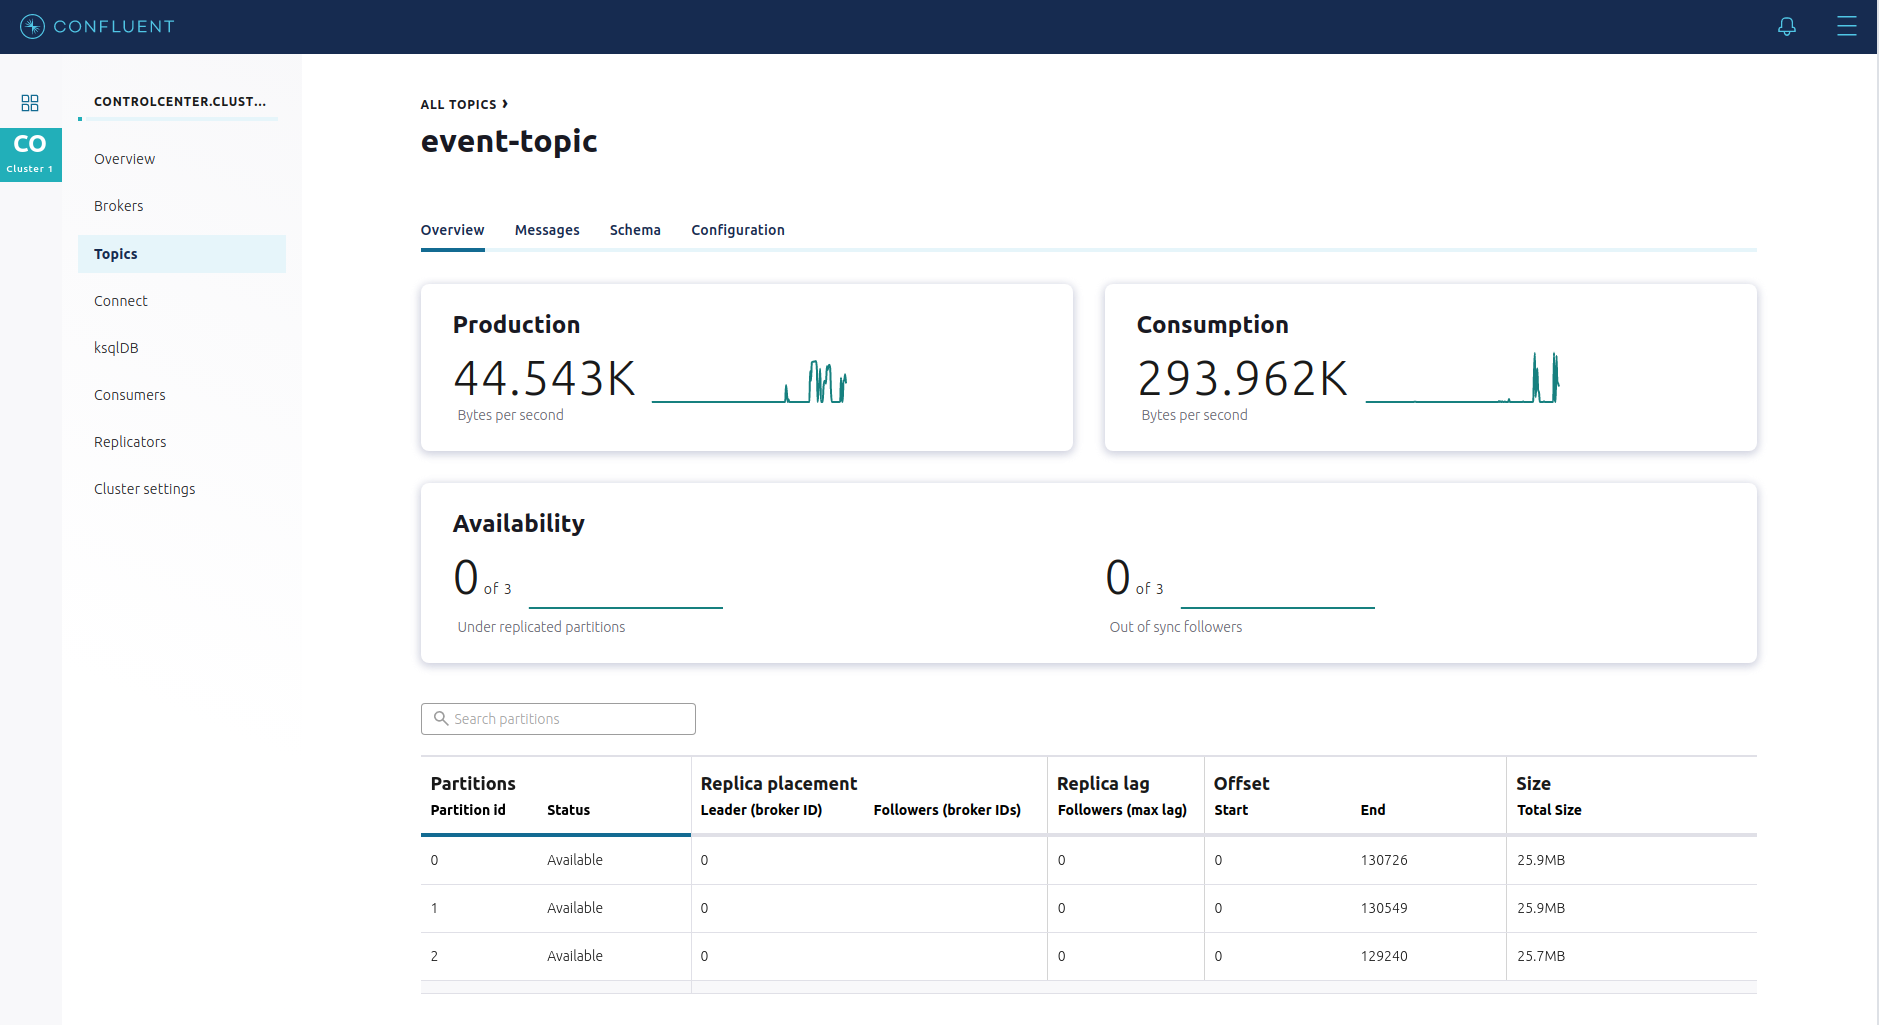 CONFLUENT
CONTROLCENTER.CLUST...
CO
Cluster 1
Overview
Brokers
Topics
Connect
ksqlDB
Consumers
Replicators
Cluster settings
ALL TOPICS ›
event-topic
Overview Messages Schema Configuration
Production
44.543K
Bytes per second
Consumption
293.962K
Bytes per second
Availability
0 of 3
Under replicated partitions
0 of 3
Out of sync followers
Search partitions
Partitions Replica placement Replica lag Offset Size
Partition id Status Leader (broker ID) Followers (broker IDs) Followers (max lag) Start End Total Size
0 Available 0 0 0 130726 25.9MB
1 Available 0 0 0 130549 25.9MB
2 Available 0 0 0 129240 25.7MB